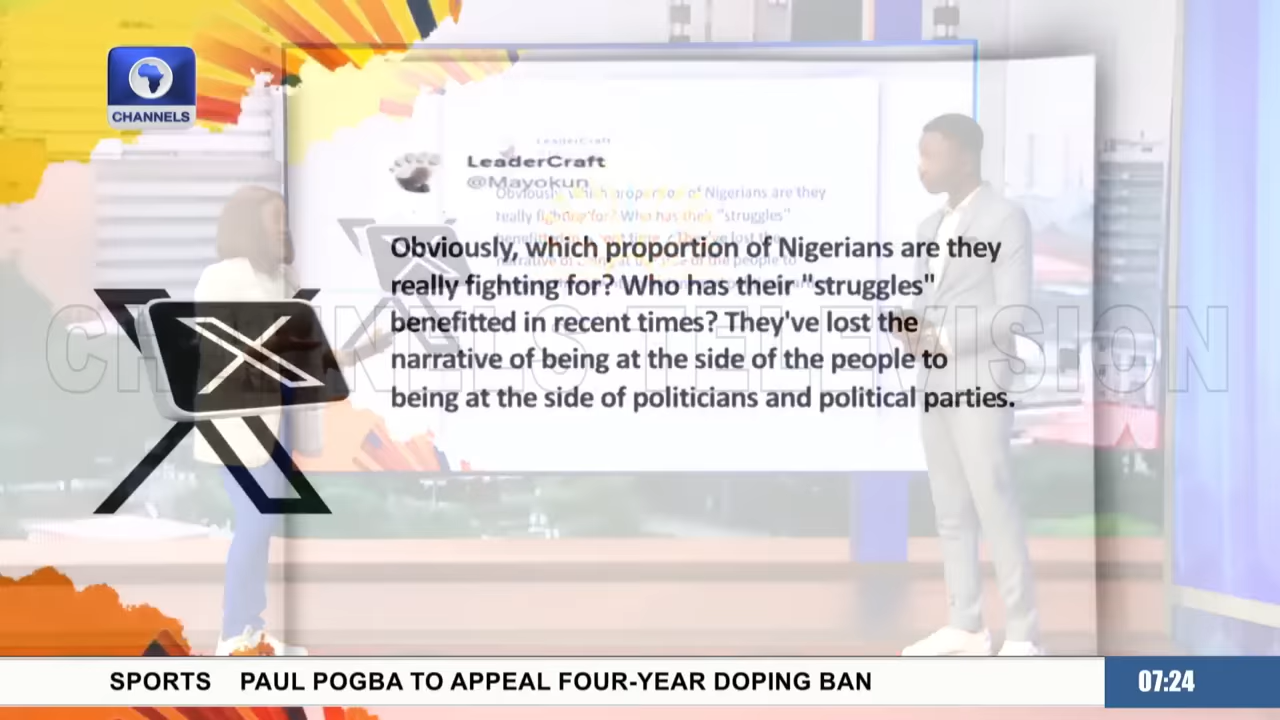 CHANNELS
LeaderCraft
@Mayokun
Obviously, which proportion of Nigerians are they
really fighting for? Who has their "struggles"
benefitted in recent times? They've lost the
narrative of being at the side of the people to
being at the side of politicians and political parties.
CHANNELS TELEVISION
SPORTS PAUL POGBA TO APPEAL FOUR-YEAR DOPING BAN
07:24